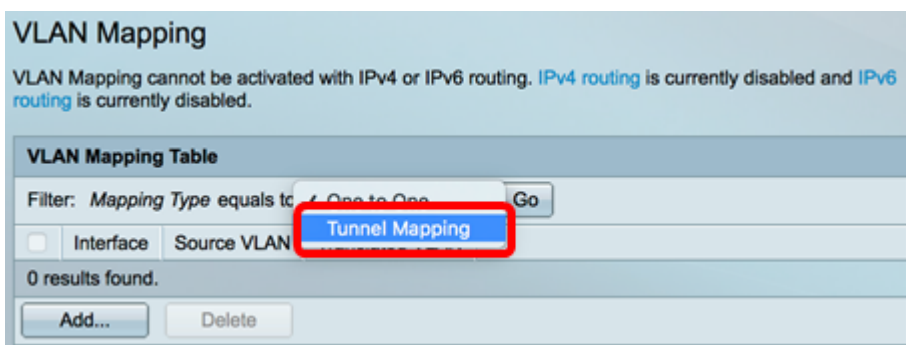 VLAN Mapping
VLAN Mapping cannot be activated with IPv4 or IPv6 routing. IPv4 routing is currently disabled and IPv6
routing is currently disabled.
VLAN Mapping Table
Filter: Mapping Type equals to ✓ One to One Go
Tunnel Mapping
Interface Source VLAN
0 results found.
Add... Delete